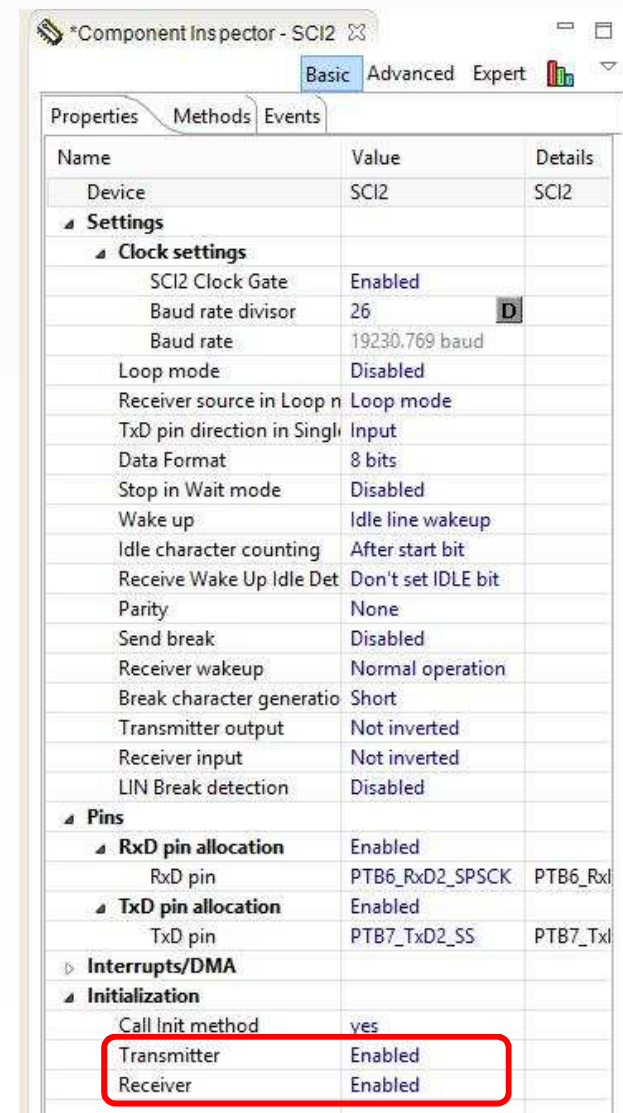 *Component Inspector - SCI2
Basic Advanced Expert
Properties Methods Events
Name Value Details
Device SCI2 SCI2
Settings
Clock settings
SCI2 Clock Gate Enabled
Baud rate divisor 26 D
Baud rate 19230.769 baud
Loop mode Disabled
Receiver source in Loop n Loop mode
TxD pin direction in Singl Input
Data Format 8 bits
Stop in Wait mode Disabled
Wake up Idle line wakeup
Idle character counting After start bit
Receive Wake Up Idle Det Don't set IDLE bit
Parity None
Send break Disabled
Receiver wakeup Normal operation
Break character generatio Short
Transmitter output Not inverted
Receiver input Not inverted
LIN Break detection Disabled
Pins
RxD pin allocation Enabled
RxD pin PTB6_RxD2_SPSCK PTB6_Rxl
TxD pin allocation Enabled
TxD pin PTB7_TxD2_SS PTB7_Txl
Interrupts/DMA
Initialization
Call Init method yes
Transmitter Enabled
Receiver Enabled